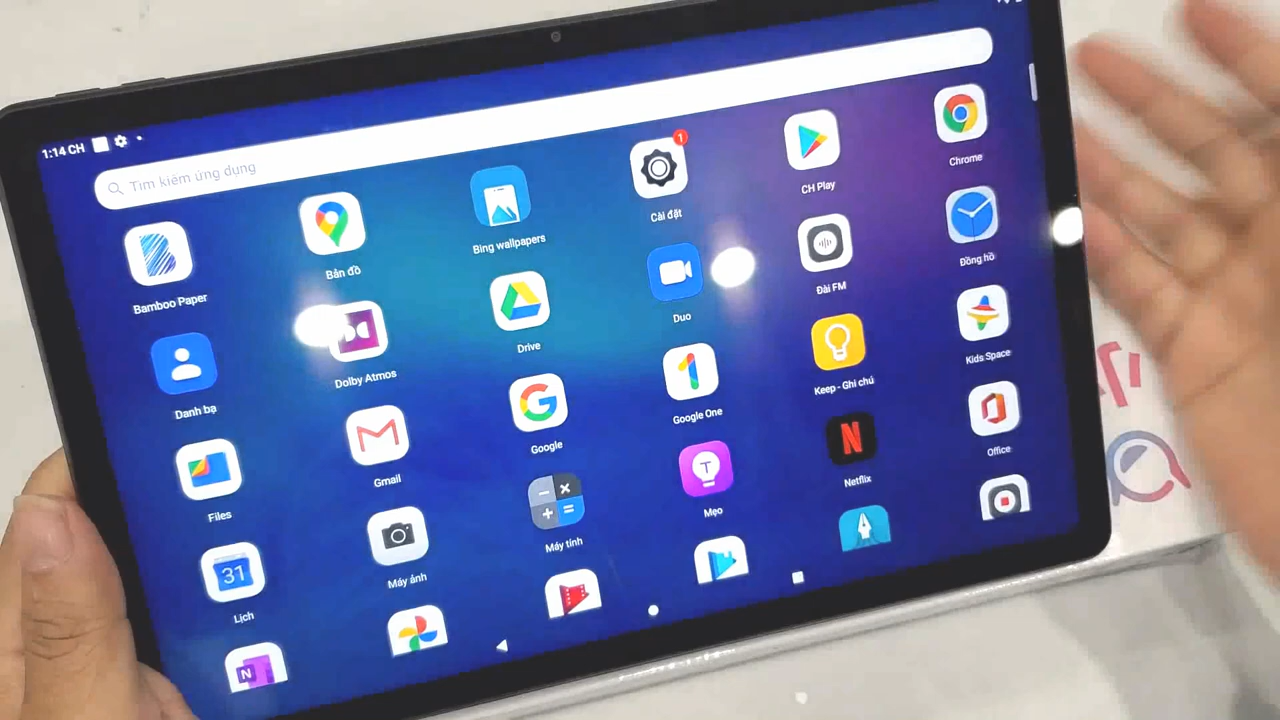 1:14 CH
Tìm kiếm ứng dụng
Bamboo Paper
Bản đồ
Bing wallpapers
Cài đặt
1
CH Play
Chrome
Danh bạ
Dolby Atmos
Drive
Duo
Đài FM
Đồng hồ
Files
Gmail
Google
Google One
Keep - Ghi chú
Kids Space
31
Lịch
Máy ảnh
Máy tính
T
Mẹo
N
Netflix
Office
N